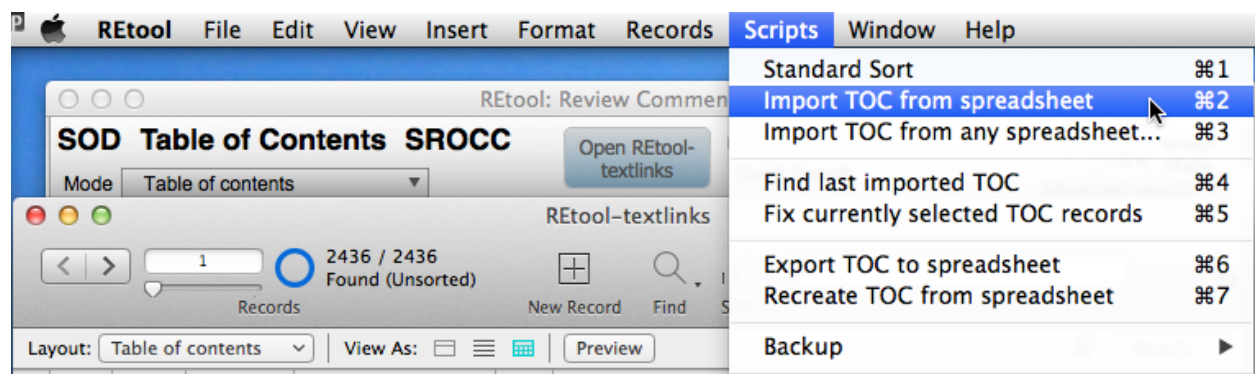 P REtool File Edit View Insert Format Records Scripts Window Help
Standard Sort ⌘1
Import TOC from spreadsheet ⌘2
Import TOC from any spreadsheet... ⌘3
Find last imported TOC ⌘4
Fix currently selected TOC records ⌘5
Export TOC to spreadsheet ⌘6
Recreate TOC from spreadsheet ⌘7
Backup
REtool: Review Commen
SOD Table of Contents SROCC
Open REtool-
textlinks
Mode Table of contents
REtool-textlinks
1
2436 / 2436
Found (Unsorted)
Records
New Record Find S
Layout: Table of contents View As: Preview